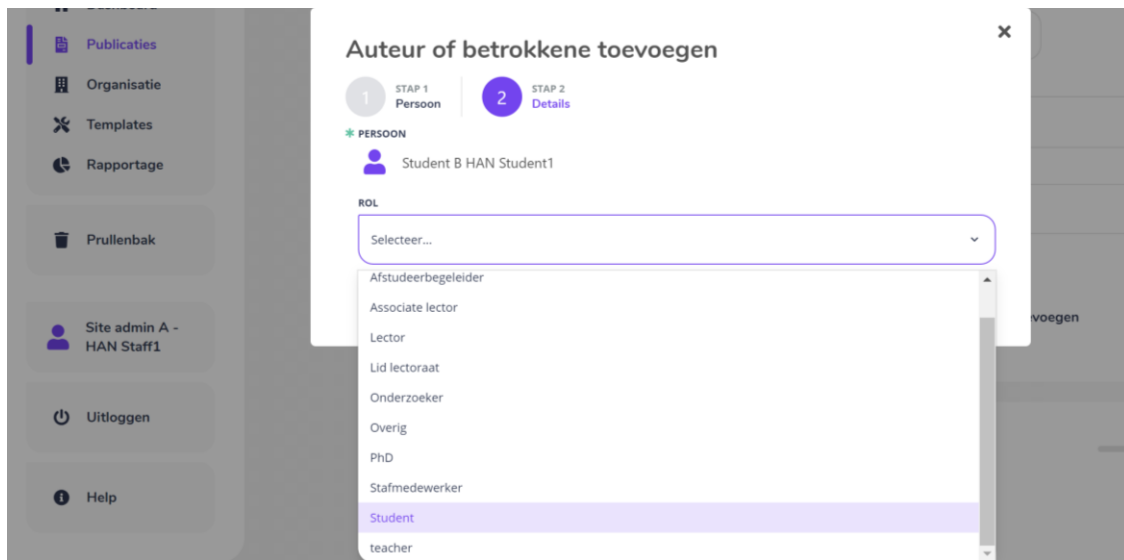 Publicaties
Organisatie
Templates
Rapportage
Prullenbak
Site admin A -
HAN Staff1
Uitloggen
Help
Auteur of betrokkene toevoegen
1
STAP 1
Persoon
2
STAP 2
Details
* PERSOON
Student B HAN Student1
ROL
Selecteer...
Afstudeerbegeleider
Associate lector
Lector
Lid lectoraat
Onderzoeker
Overig
PhD
Stafmedewerker
Student
teacher